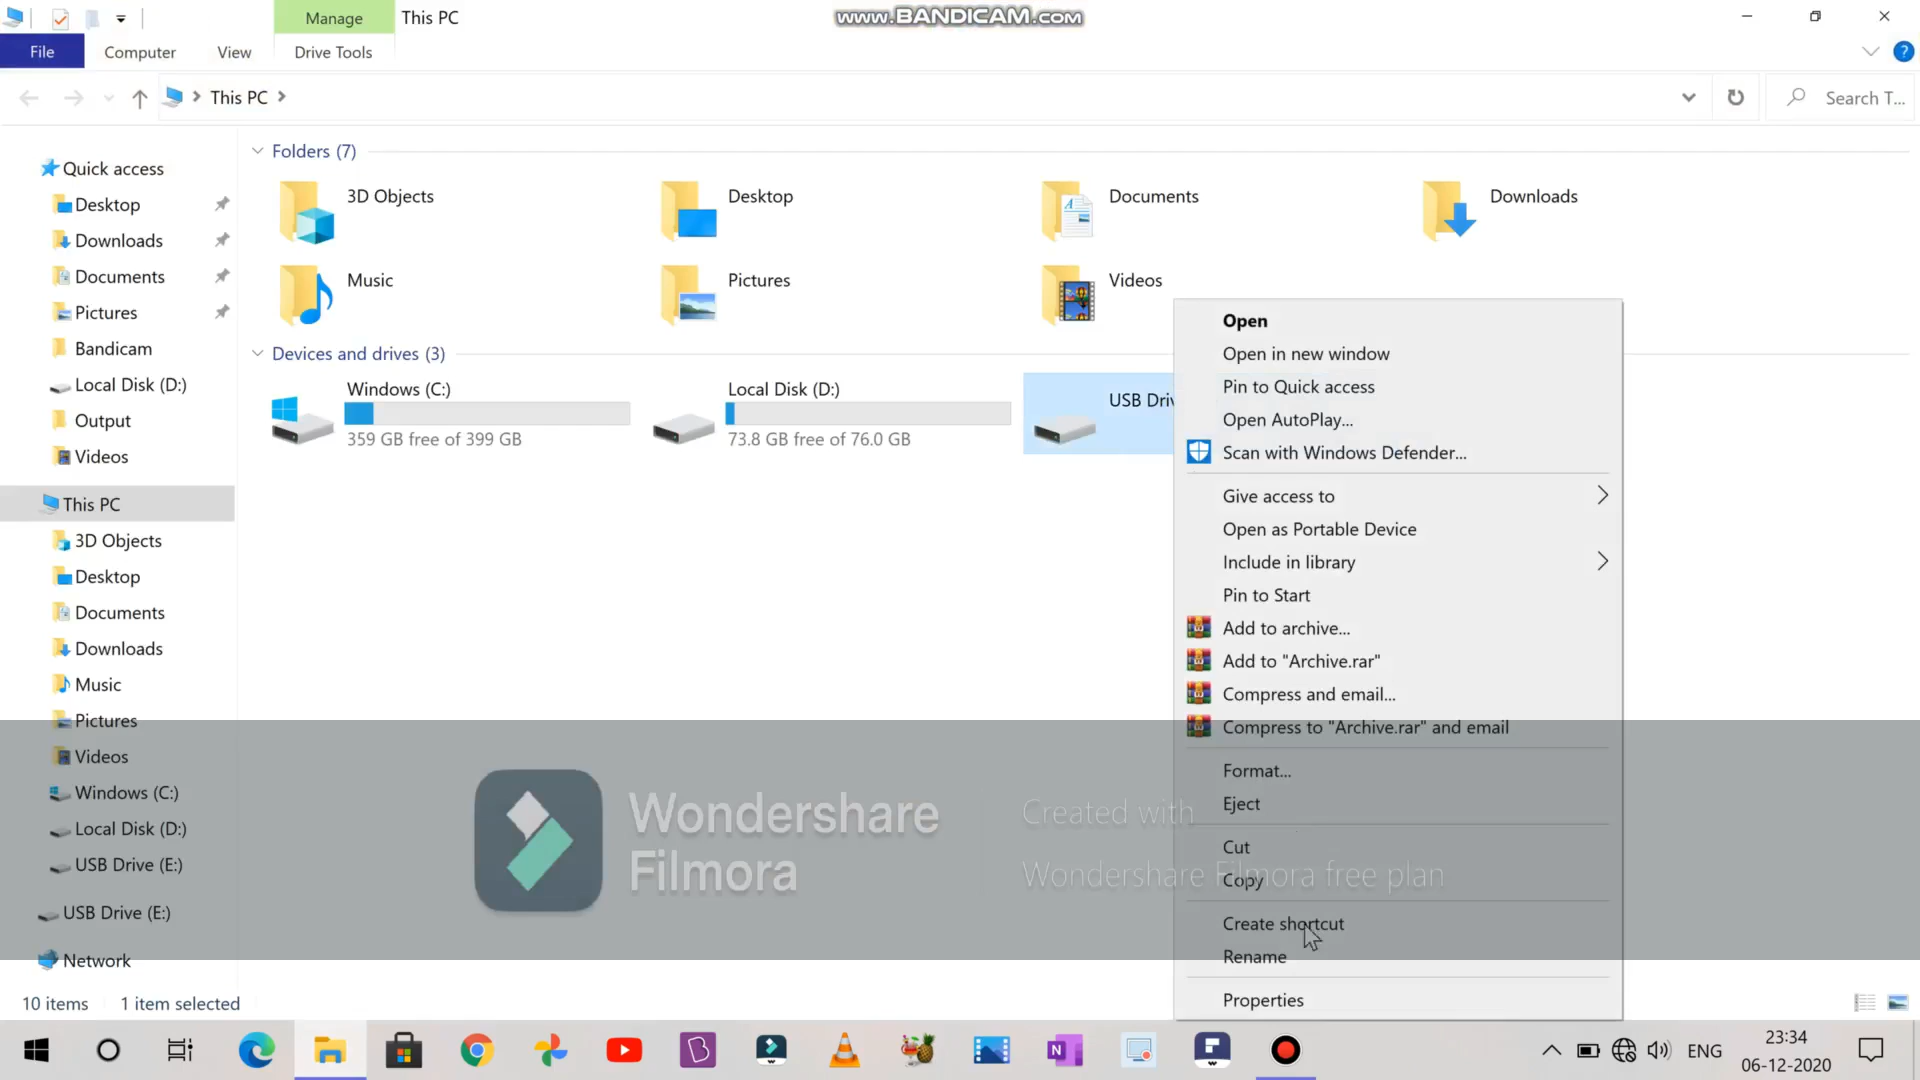 Manage
This PC
www.BANDICAM.com
File
Computer
View
Drive Tools
?
This PC
Search T...
Quick access
Desktop
Downloads
Documents
Pictures
Bandicam
Local Disk (D:)
Output
Videos
This PC
3D Objects
Desktop
Documents
Downloads
Music
Pictures
Videos
Windows (C:)
Local Disk (D:)
USB Drive (E:)
USB Drive (E:)
Network
Folders (7)
3D Objects
Desktop
Documents
Downloads
Music
Pictures
Videos
Devices and drives (3)
Windows (C:)
359 GB free of 399 GB
Local Disk (D:)
73.8 GB free of 76.0 GB
USB Driv
Open
Open in new window
Pin to Quick access
Open AutoPlay...
Scan with Windows Defender...
Give access to
Open as Portable Device
Include in library
Pin to Start
Add to archive...
Add to "Archive.rar"
Compress and email...
Compress to "Archive.rar" and email
Format...
Eject
Cut
Copy
Create shortcut
Rename
Properties
Wondershare
Filmora
Created with
Wondershare Filmora free plan
10 items
1 item selected
ENG
23:34
06-12-2020